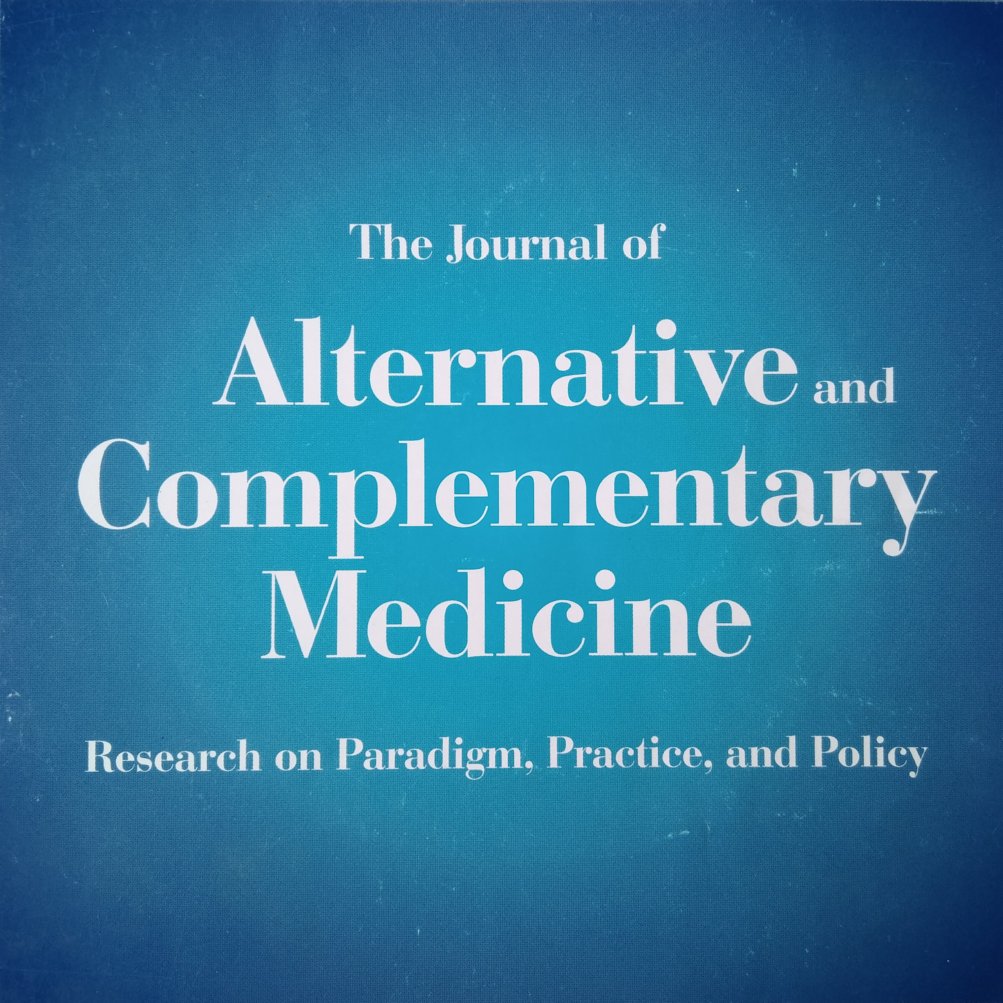 The Journal of
Alternative and
Complementary
Medicine
Research on Paradigm, Practice, and Policy